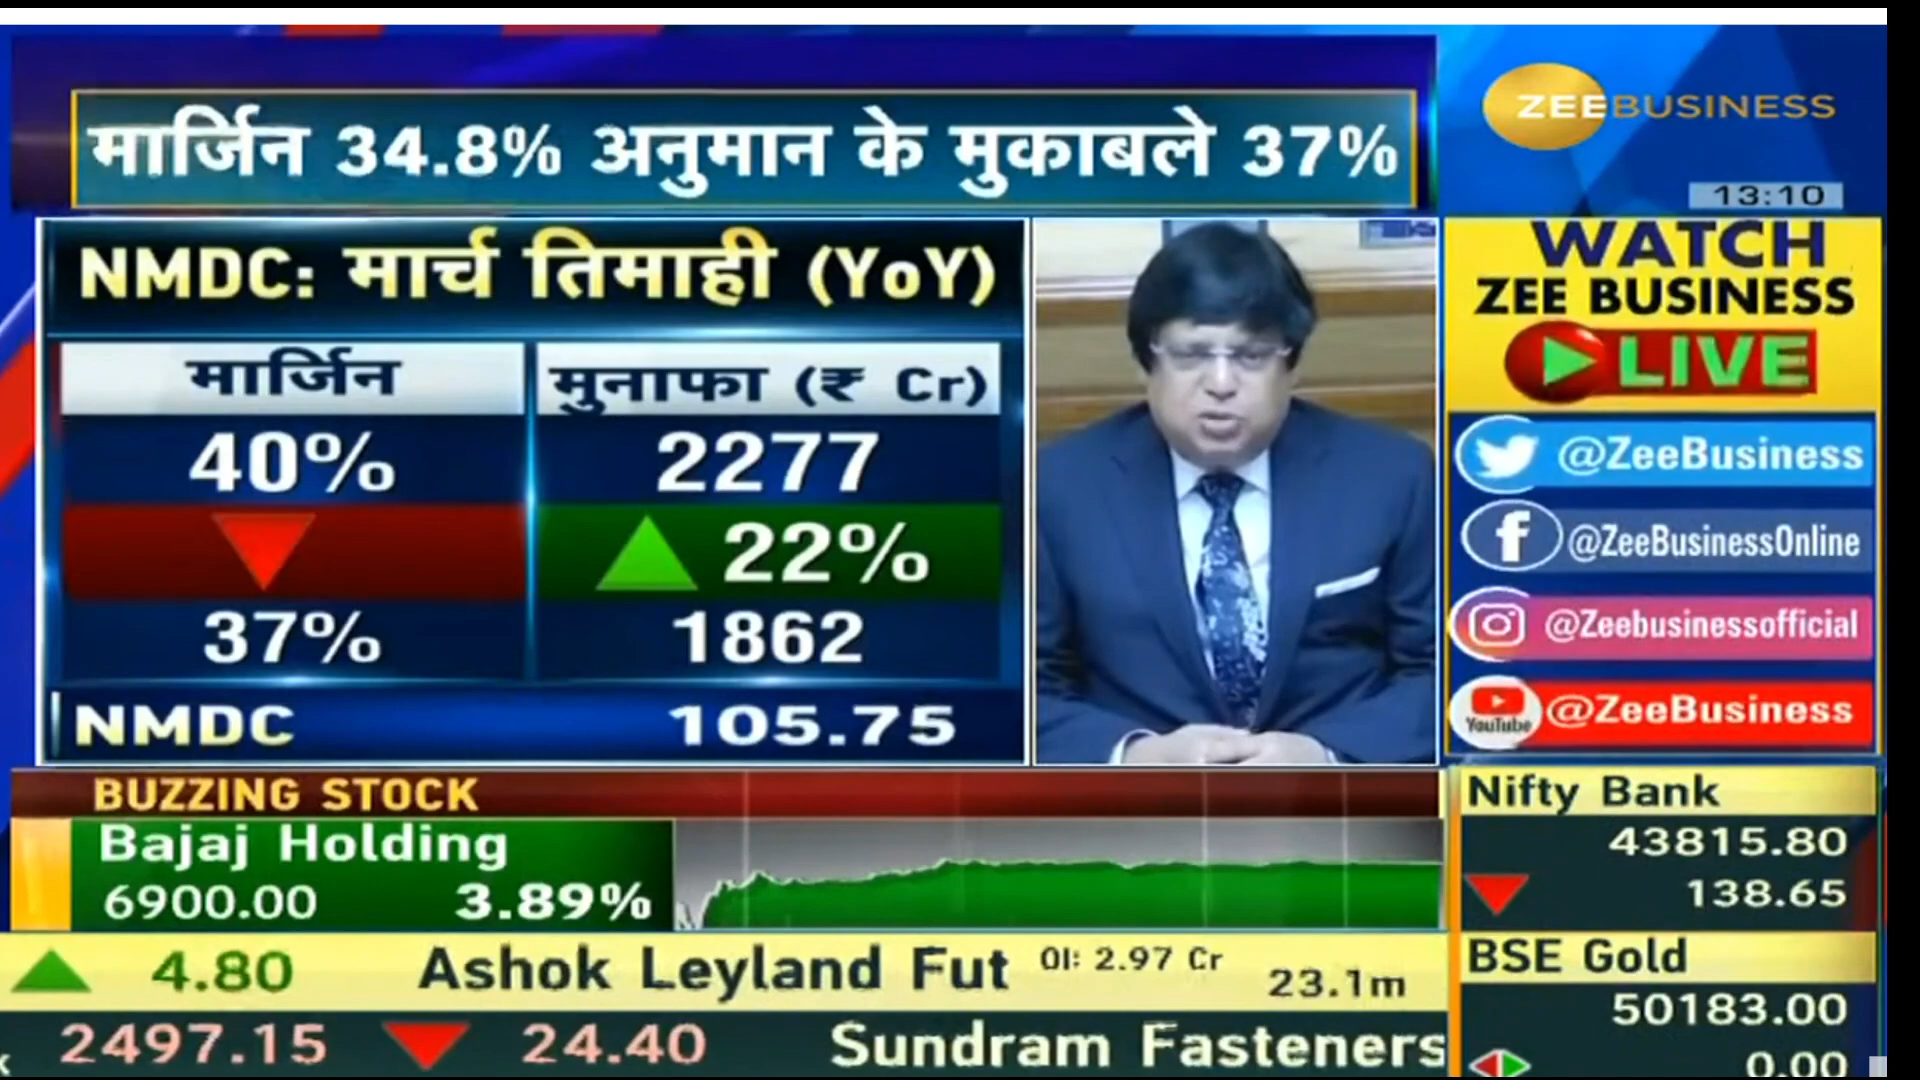 मार्जिन 34.8% अनुमान के मुकाबले 37%
ZEEBUSINESS
13:10
NMDC: मार्च तिमाही (YoY)
मार्जिन मुनाफा (₹ Cr)
40% 2277
22%
37% 1862
NMDC 105.75
WATCH
ZEE BUSINESS
LIVE
@ZeeBusiness
@ZeeBusinessOnline
@Zeebusinessofficial
YouTube @ZeeBusiness
BUZZING STOCK
Bajaj Holding
6900.00 3.89%
Nifty Bank
43815.80
138.65
4.80 Ashok Leyland Fut OI: 2.97 Cr 23.1m
2497.15 24.40 Sundram Fasteners
BSE Gold
50183.00
0.00